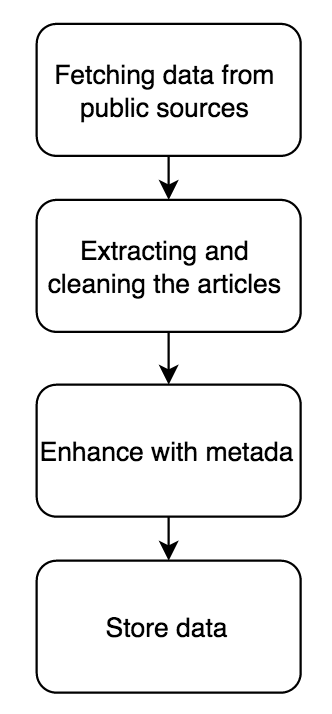 Fetching data from
public sources
Extracting and
cleaning the articles
Enhance with metada
Store data